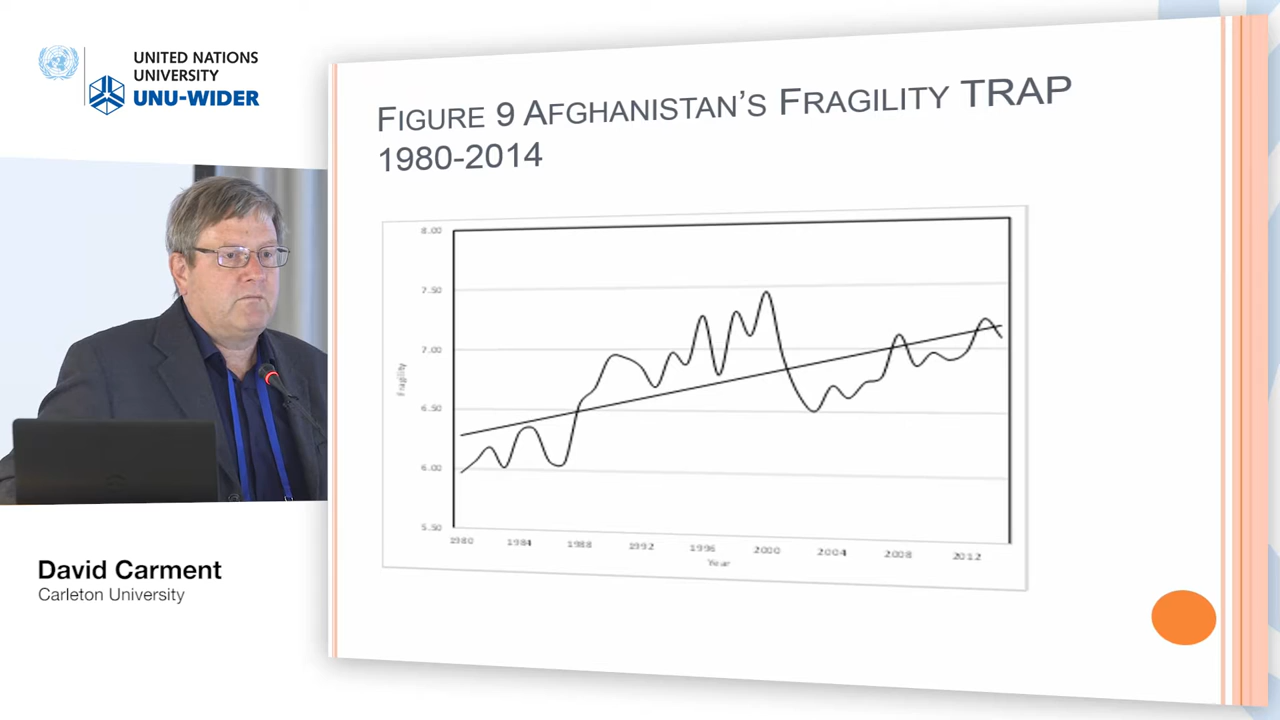 UNITED NATIONS
UNIVERSITY
UNU-WIDER
FIGURE 9 AFGHANISTAN'S FRAGILITY TRAP
1980-2014
8.00
7.50
7.00
6.50
6.00
5.50
Fragility
1980 1984 1988 1992 1996 2000 2004 2008 2012
Year
David Carment
Carleton University